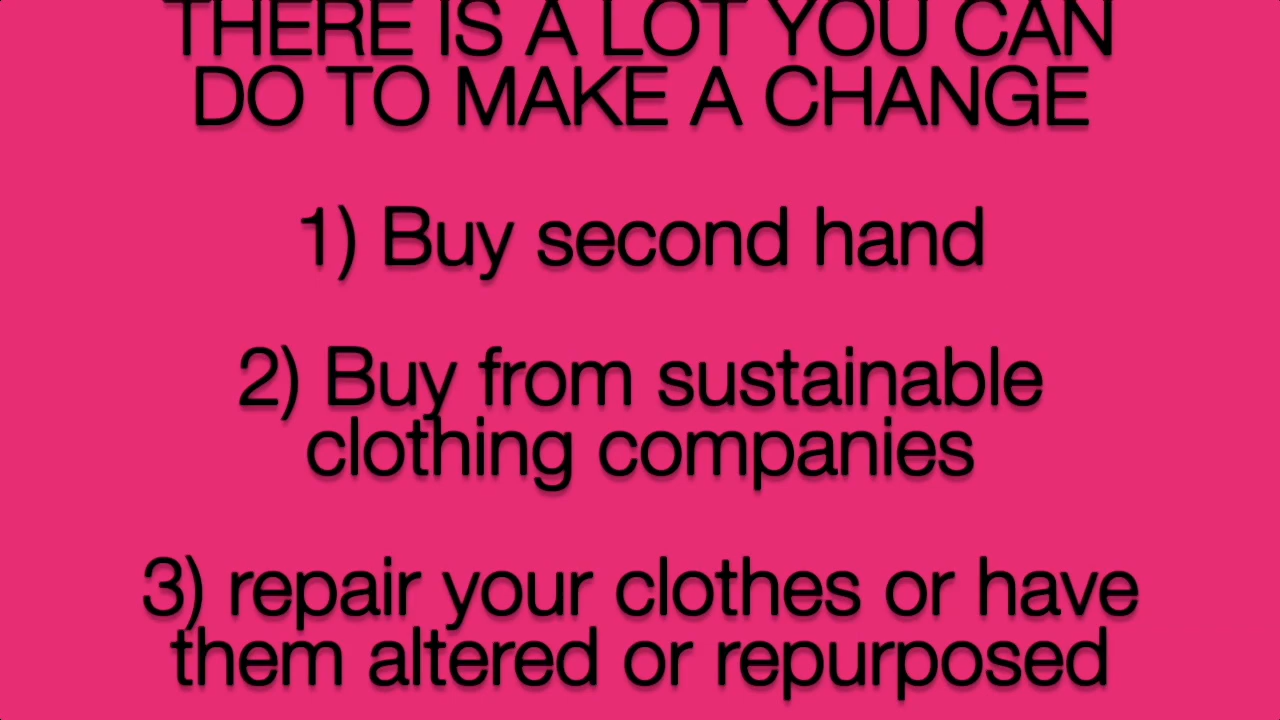 THERE IS A LOT YOU CAN
DO TO MAKE A CHANGE
1) Buy second hand
2) Buy from sustainable
clothing companies
3) repair your clothes or have
them altered or repurposed